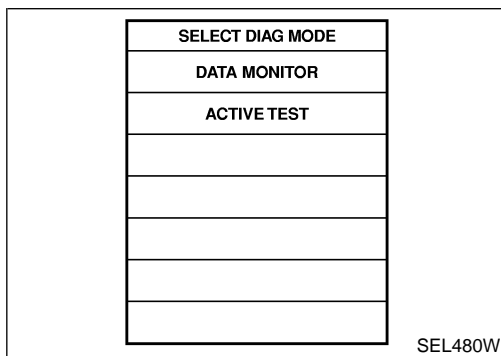 SELECT DIAG MODE
DATA MONITOR
ACTIVE TEST
SEL480W